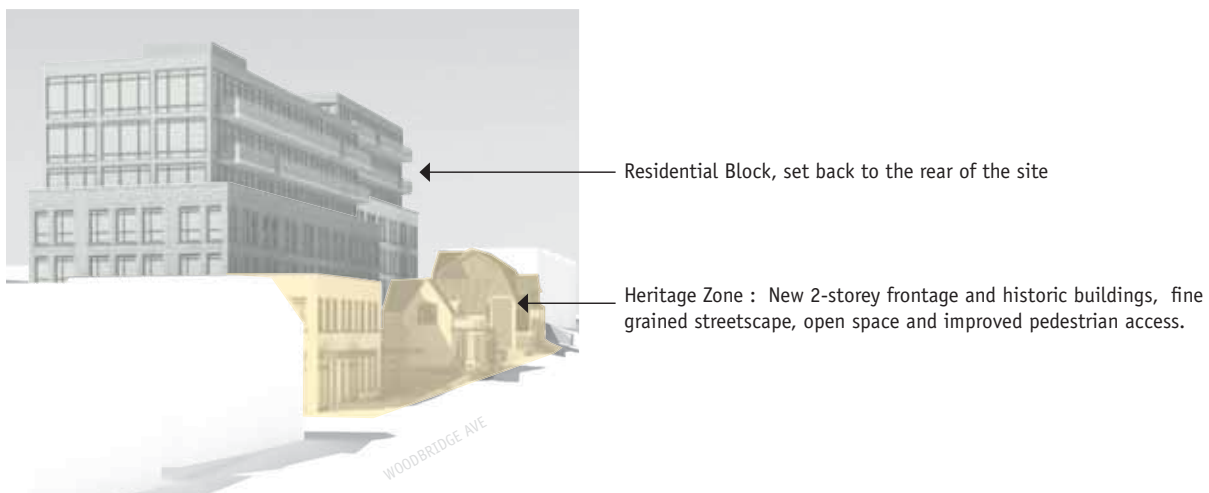 Residential Block, set back to the rear of the site
Heritage Zone : New 2-storey frontage and historic buildings, fine
grained streetscape, open space and improved pedestrian access.
WOODBRIDGE AVE